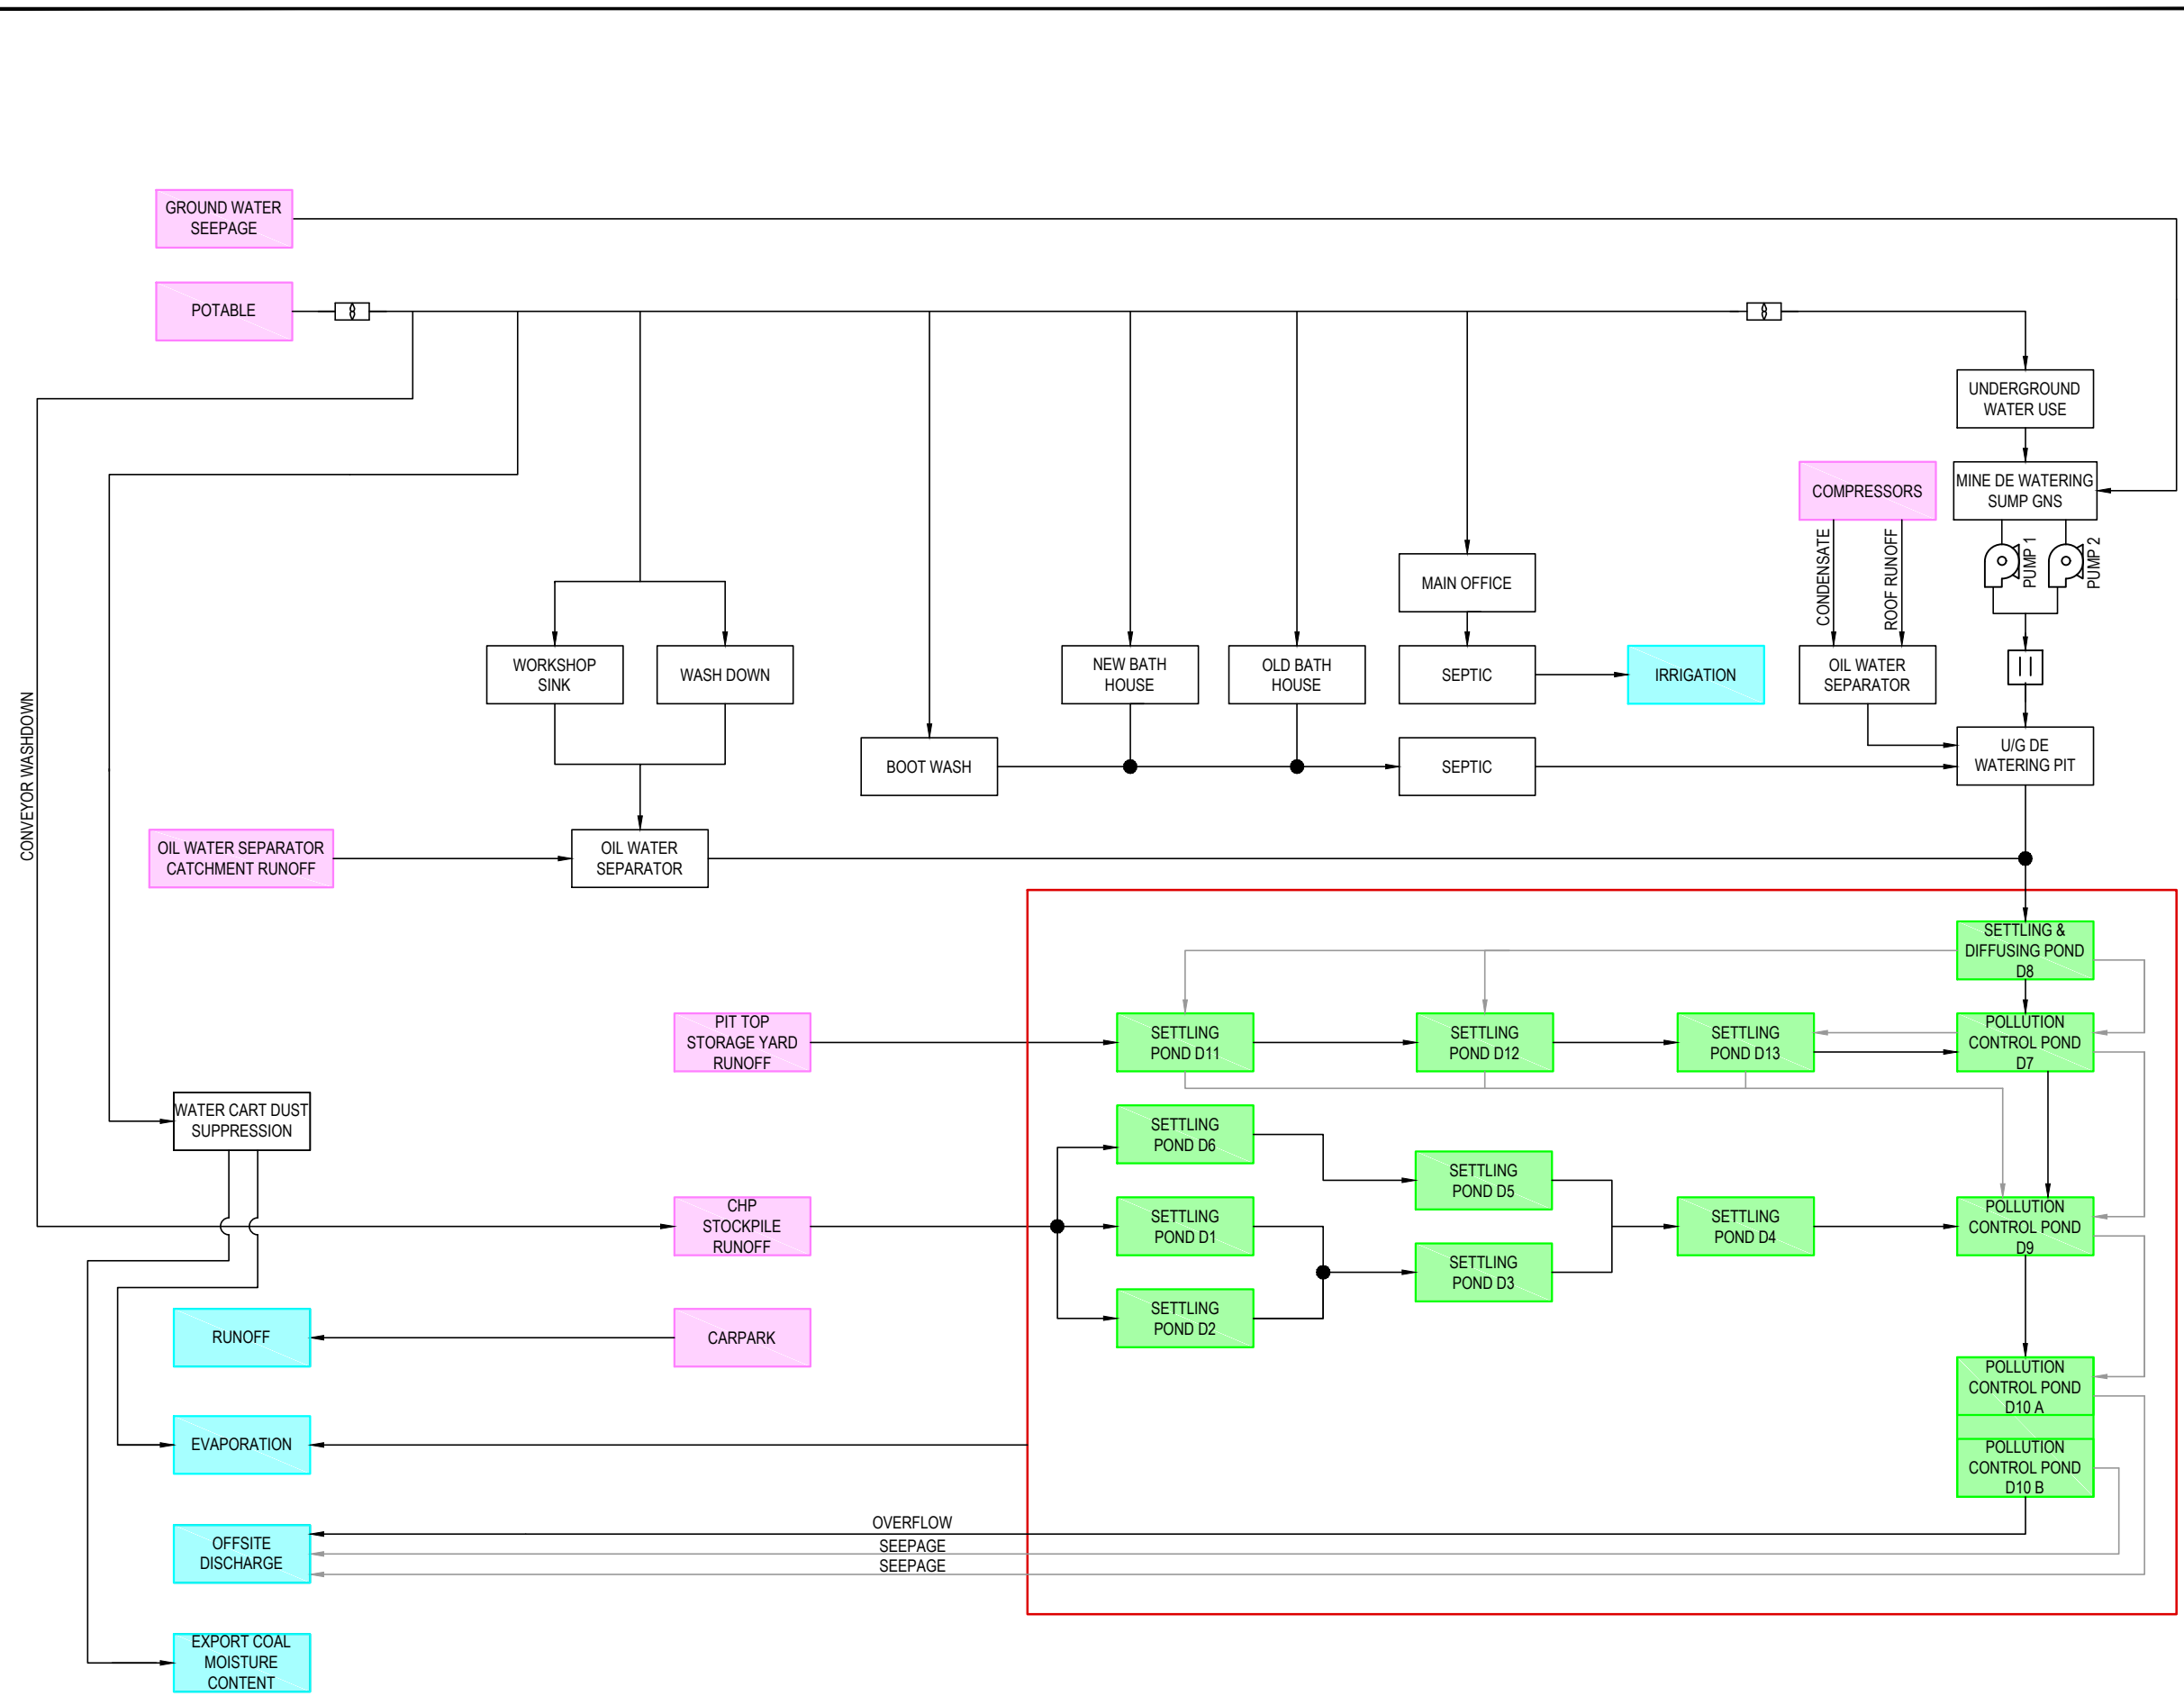 GROUND WATER
SEEPAGE
POTABLE
UNDERGROUND
WATER USE
COMPRESSORS
MINE DE WATERING
SUMP GNS
CONDENSATE
ROOF RUNOFF
PUMP 1
PUMP 2
MAIN OFFICE
WORKSHOP
SINK
WASH DOWN
NEW BATH
HOUSE
OLD BATH
HOUSE
SEPTIC
IRRIGATION
OIL WATER
SEPARATOR
BOOT WASH
SEPTIC
U/G DE
WATERING PIT
CONVEYOR WASHDOWN
OIL WATER SEPARATOR
CATCHMENT RUNOFF
OIL WATER
SEPARATOR
SETTLING &
DIFFUSING POND
D8
PIT TOP
STORAGE YARD
RUNOFF
SETTLING
POND D11
SETTLING
POND D12
SETTLING
POND D13
POLLUTION
CONTROL POND
D7
WATER CART DUST
SUPPRESSION
SETTLING
POND D6
SETTLING
POND D5
CHP
STOCKPILE
RUNOFF
SETTLING
POND D1
SETTLING
POND D4
POLLUTION
CONTROL POND
D9
SETTLING
POND D3
RUNOFF
CARPARK
SETTLING
POND D2
POLLUTION
CONTROL POND
D10 A
EVAPORATION
POLLUTION
CONTROL POND
D10 B
OFFSITE
DISCHARGE
OVERFLOW
SEEPAGE
SEEPAGE
EXPORT COAL
MOISTURE
CONTENT